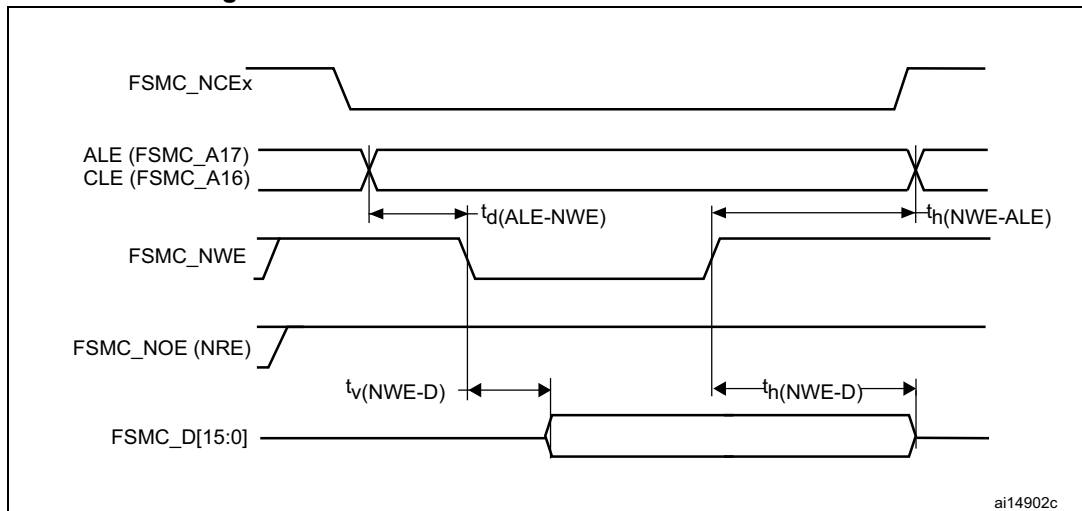 FSMC_NCEx
ALE (FSMC_A17)
CLE (FSMC_A16)
td(ALE-NWE)
th(NWE-ALE)
FSMC_NWE
FSMC_NOE (NRE)
tv(NWE-D)
th(NWE-D)
FSMC_D[15:0]
ai14902c